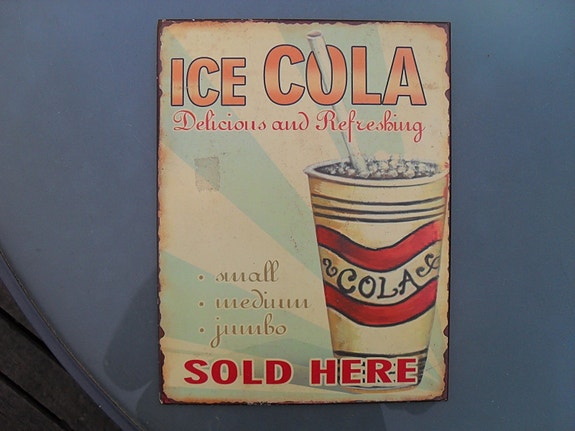 ICE COLA
Delicious and Refreshing
COLA
• small
• medium
• jumbo
SOLD HERE